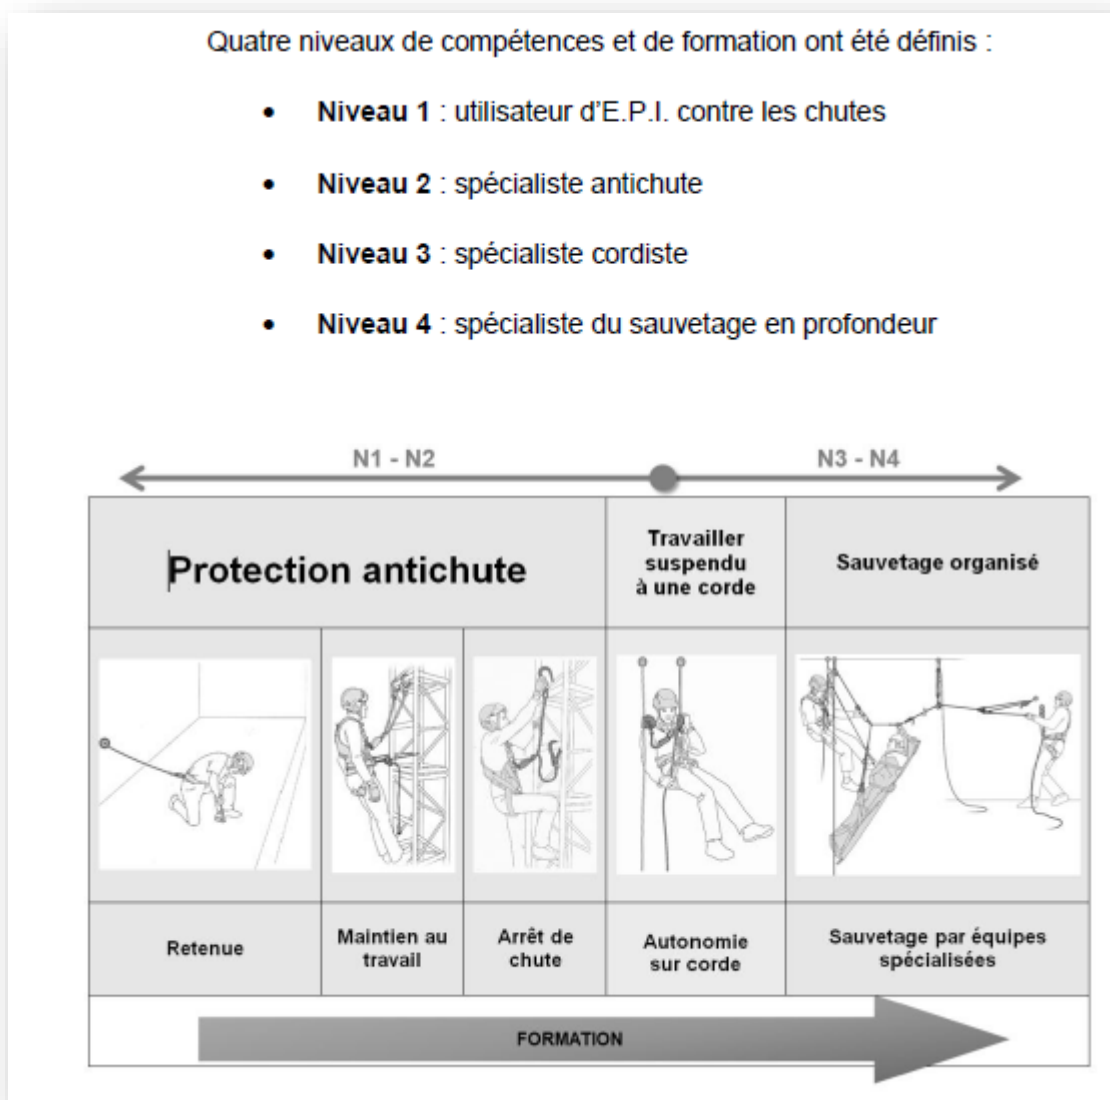 Quatre niveaux de compétences et de formation ont été définis :
• Niveau 1 : utilisateur d'E.P.I. contre les chutes
• Niveau 2 : spécialiste antichute
• Niveau 3 : spécialiste cordiste
• Niveau 4 : spécialiste du sauvetage en profondeur
N1 - N2
N3 - N4
Protection antichute
Travailler
suspendu
à une corde
Sauvetage organisé
Retenue
Maintien au
travail
Arrêt de
chute
Autonomie
sur corde
Sauvetage par équipes
spécialisées
FORMATION